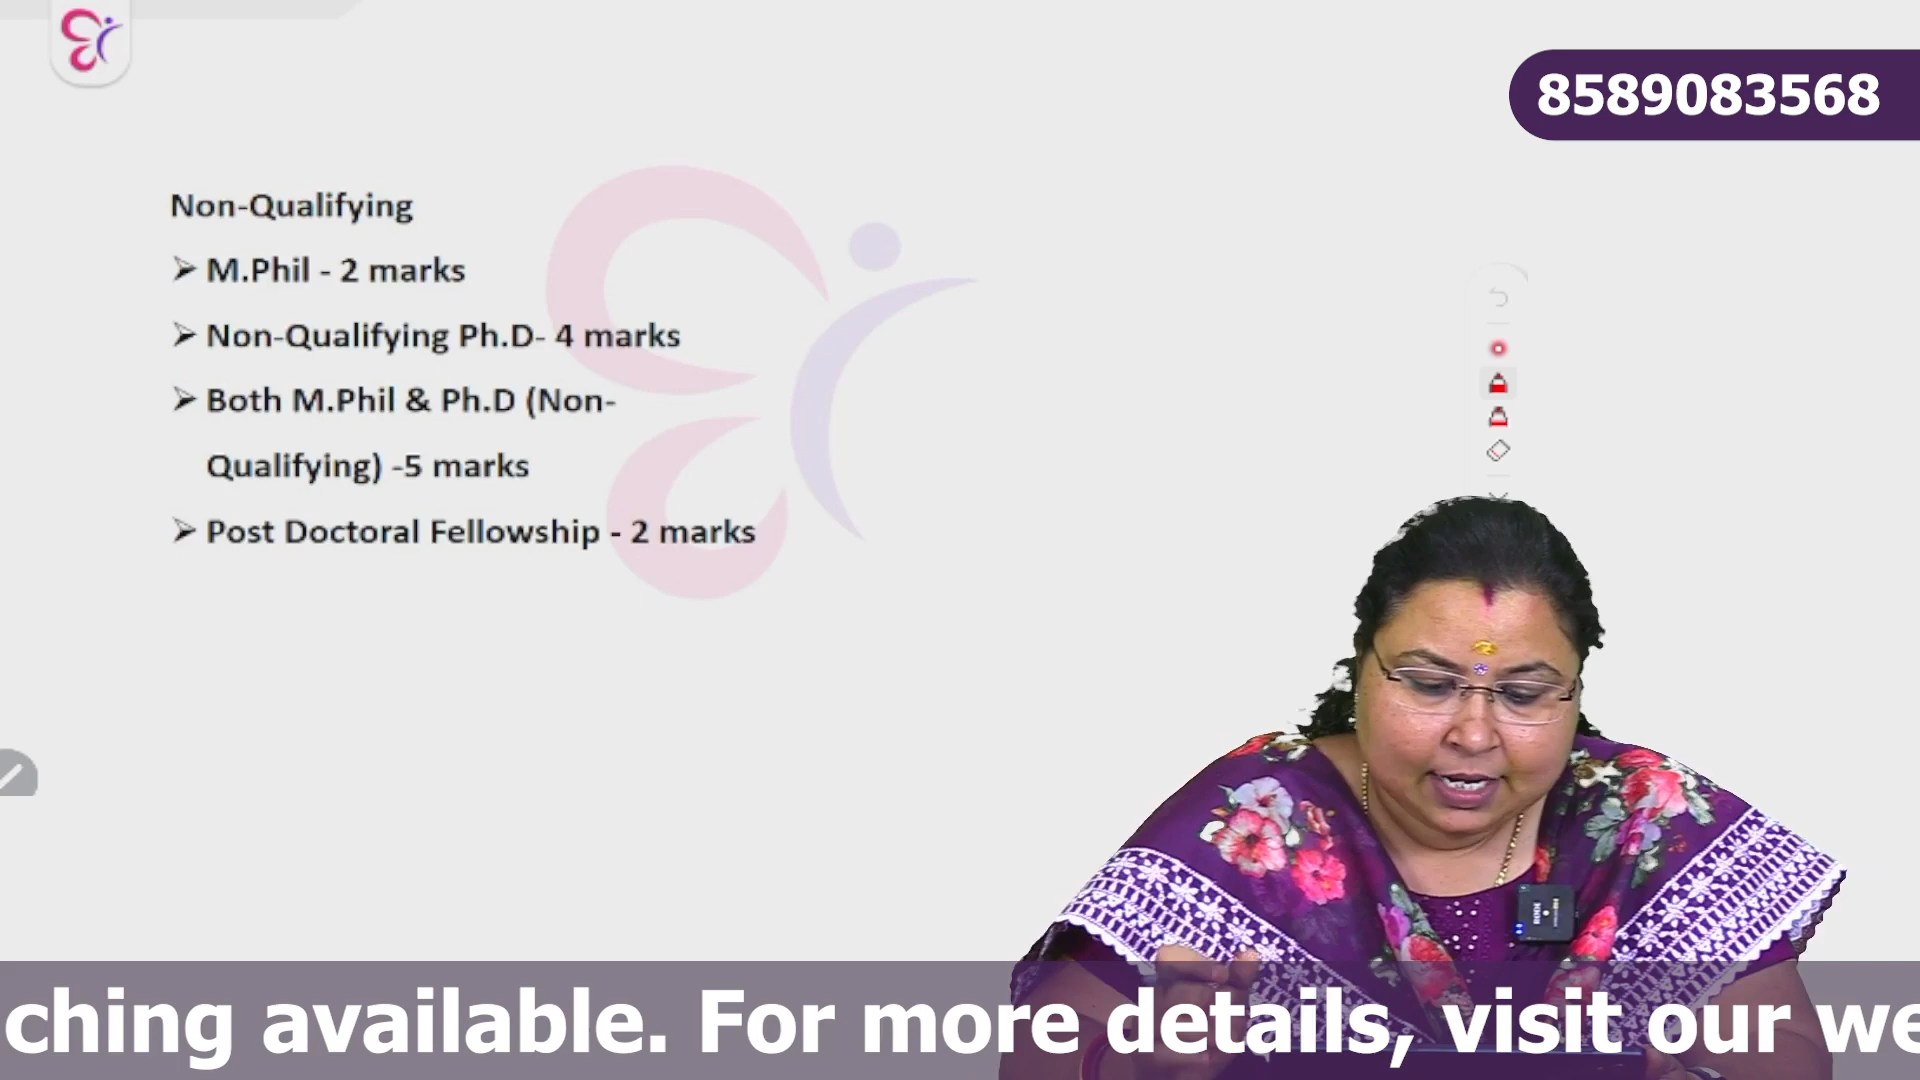 8589083568
Non-Qualifying
➢ M.Phil - 2 marks
➢ Non-Qualifying Ph.D- 4 marks
➢ Both M.Phil & Ph.D (Non-
Qualifying) -5 marks
➢ Post Doctoral Fellowship - 2 marks
RODE
ching available. For more details, visit our we